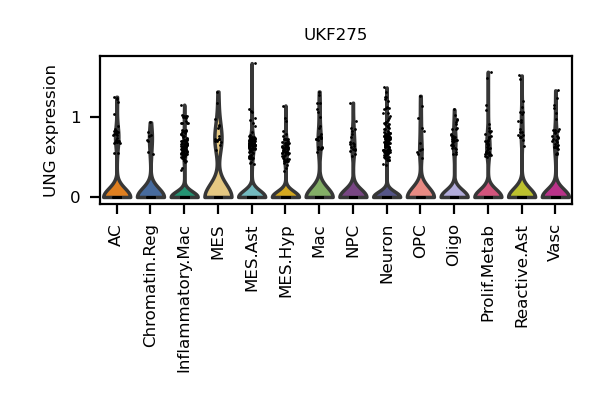 UKF275
UNG expression
1
0
AC
Chromatin.Reg
Inflammatory.Mac
MES
MES.Ast
MES.Hyp
Mac
NPC
Neuron
OPC
Oligo
Prolif.Metab
Reactive.Ast
Vasc